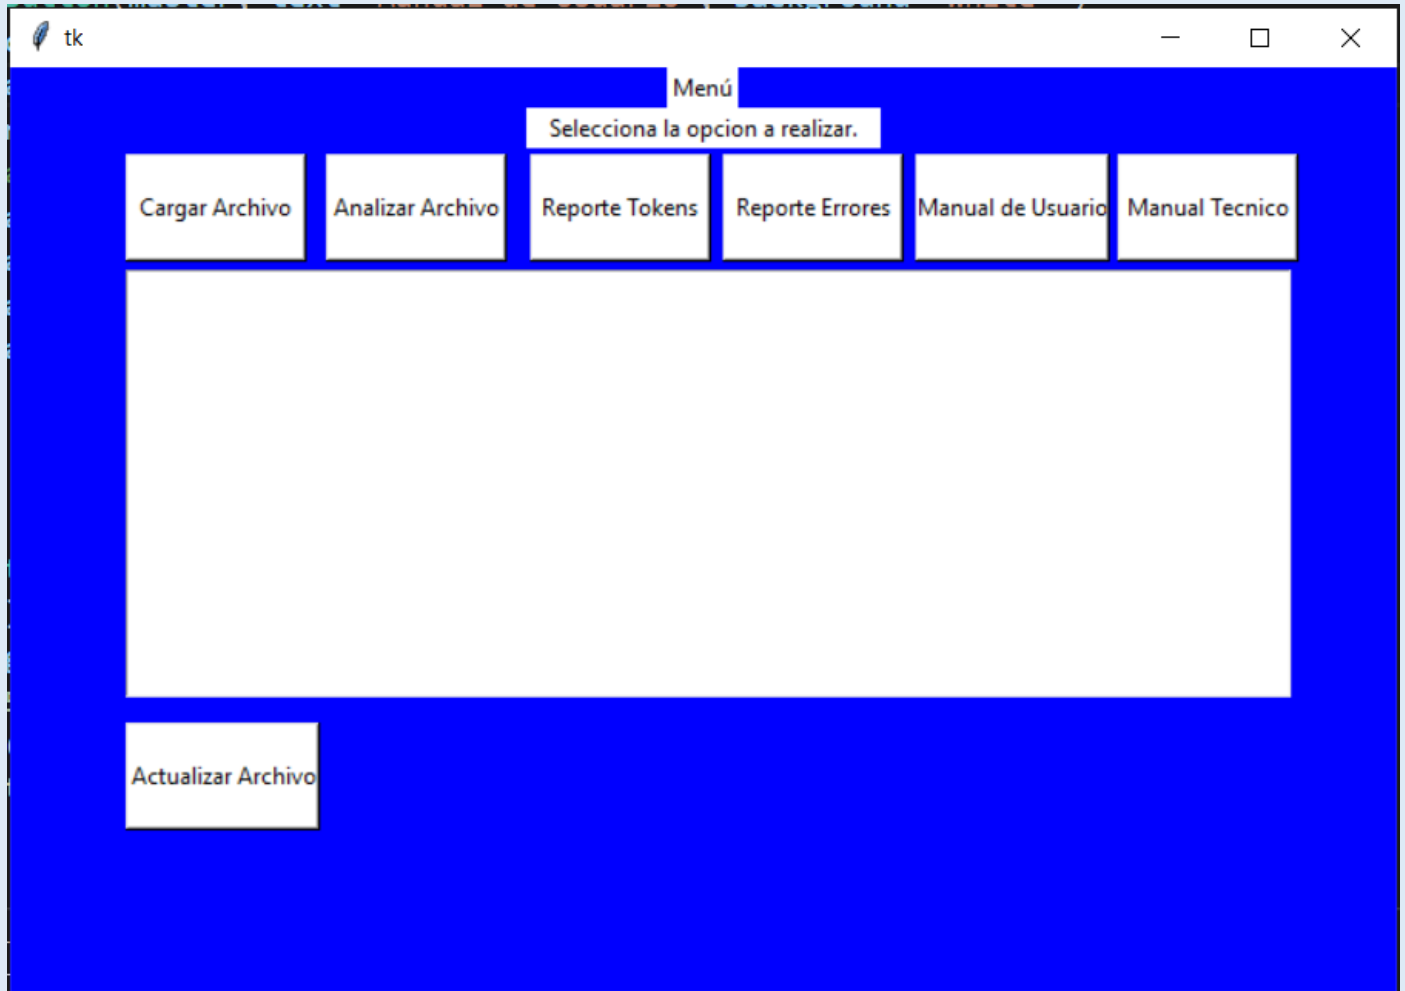 tk
Menú
Selecciona la opcion a realizar.
Cargar Archivo Analizar Archivo Reporte Tokens Reporte Errores Manual de Usuario Manual Tecnico
Actualizar Archivo